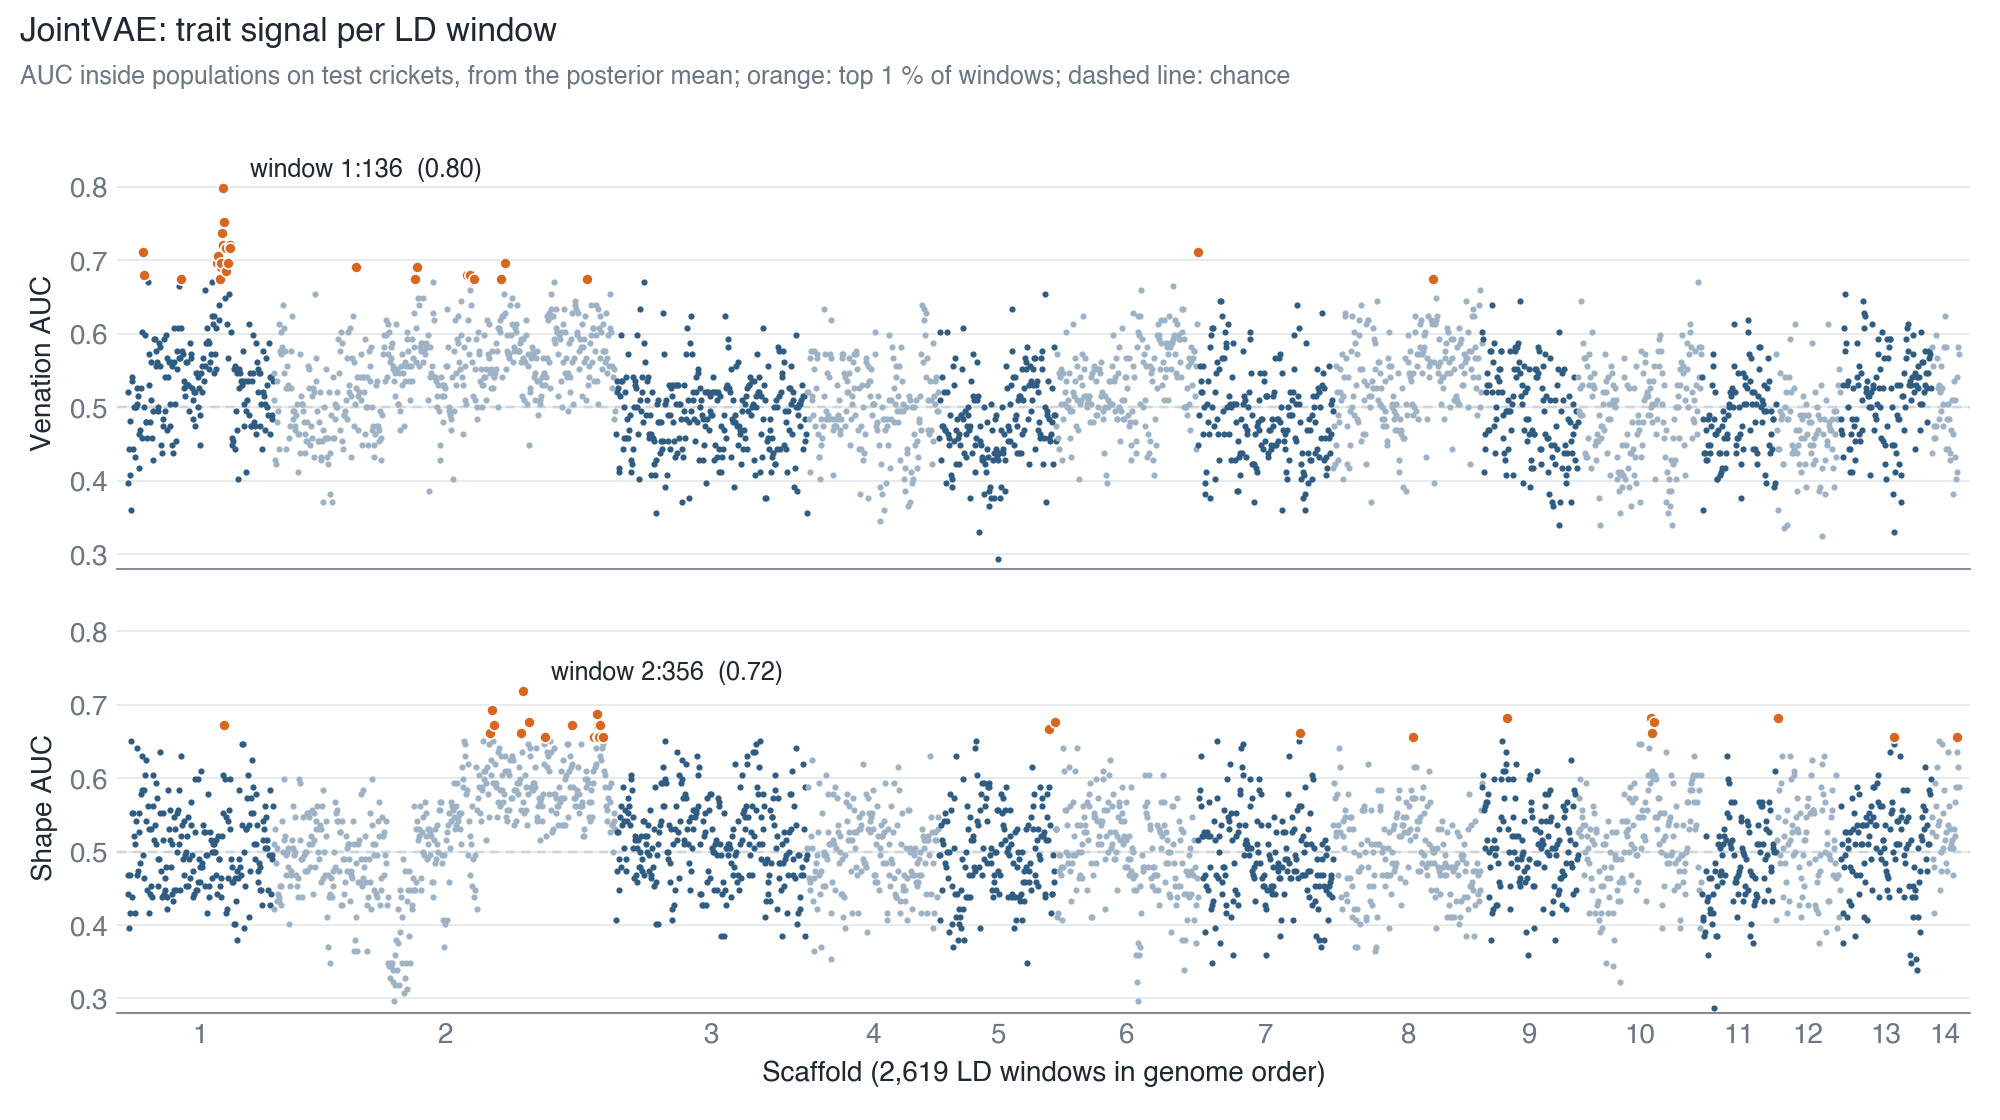 JointVAE: trait signal per LD window
AUC inside populations on test crickets, from the posterior mean; orange: top 1 % of windows; dashed line: chance
window 1:136 (0.80)
0.8
0.7
0.6
0.5
0.4
0.3
Venation AUC
window 2:356 (0.72)
0.8
0.7
0.6
0.5
0.4
0.3
Shape AUC
1 2 3 4 5 6 7 8 9 10 11 12 13 14
Scaffold (2,619 LD windows in genome order)